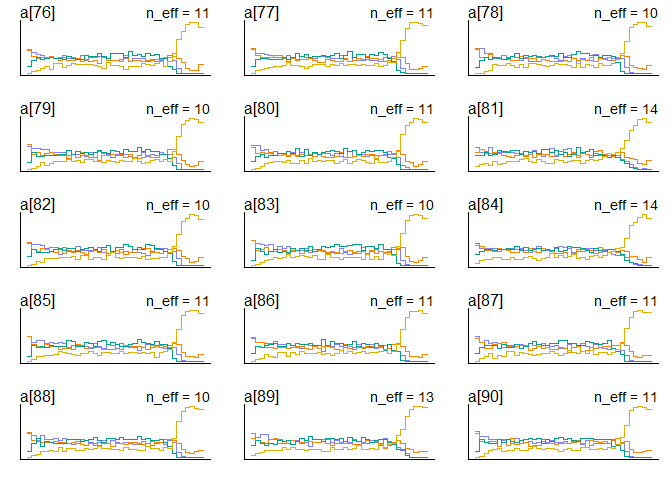 a[76] n_eff = 11 a[77] n_eff = 11 a[78] n_eff = 10
a[79] n_eff = 10 a[80] n_eff = 11 a[81] n_eff = 14
a[82] n_eff = 10 a[83] n_eff = 10 a[84] n_eff = 14
a[85] n_eff = 11 a[86] n_eff = 11 a[87] n_eff = 11
a[88] n_eff = 10 a[89] n_eff = 13 a[90] n_eff = 11